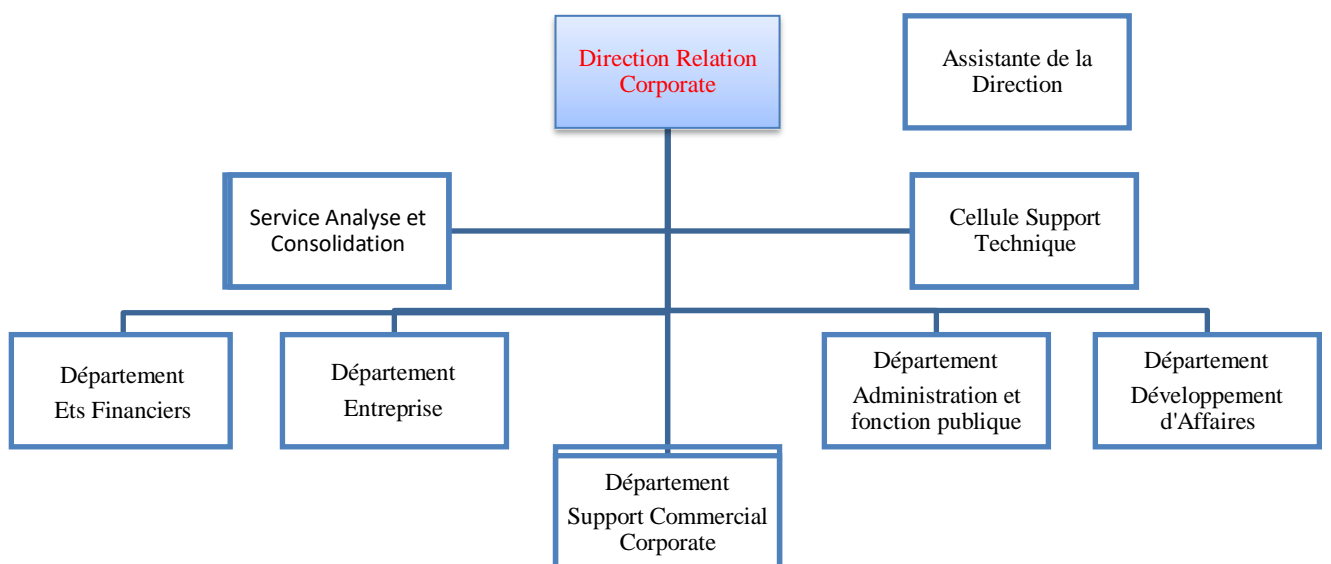 Direction Relation
Corporate
Assistante de la
Direction
Service Analyse et
Consolidation
Cellule Support
Technique
Département
Ets Financiers
Département
Entreprise
Département
Administration et
fonction publique
Département
Développement
d'Affaires
Département
Support Commercial
Corporate